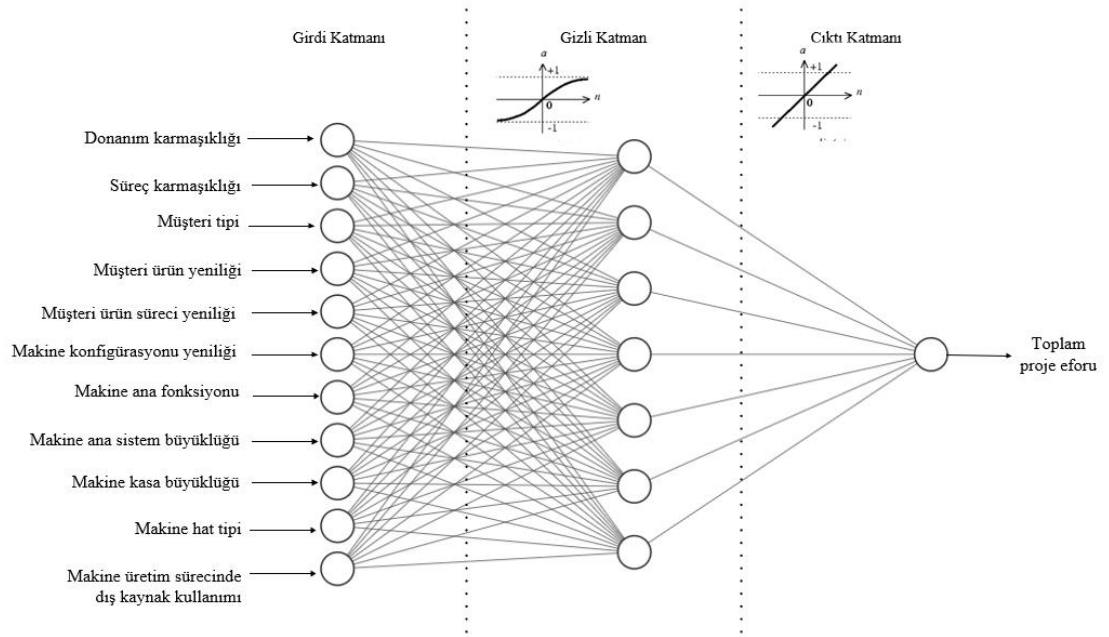 Girdi Katmanı
Gizli Katman
Çıktı Katmanı
a
+1
n
0
-1
a
+1
n
0
-1
Donanım karmaşıklığı
Süreç karmaşıklığı
Müşteri tipi
Müşteri ürün yeniliği
Müşteri ürün süreci yeniliği
Makine konfigürasyonu yeniliği
Makine ana fonksiyonu
Makine ana sistem büyüklüğü
Makine kasa büyüklüğü
Makine hat tipi
Makine üretim sürecinde
dış kaynak kullanımı
Toplam
proje eforu